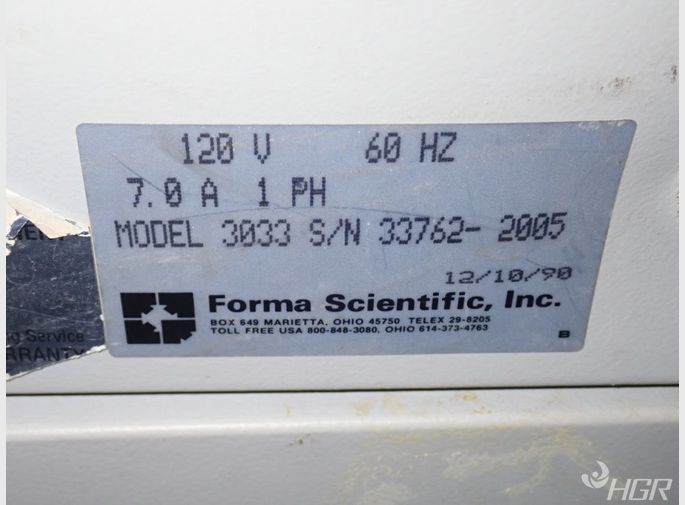 120 V 60 HZ
7.0 A 1 PH
MODEL 3033 S/N 33762-2005
12/10/90
Forma Scientific, Inc.
BOX 649 MARIETTA, OHIO 45750 TELEX 29-8205
TOLL FREE USA 800-848-3080, OHIO 614-373-4763
B
Service
HGR